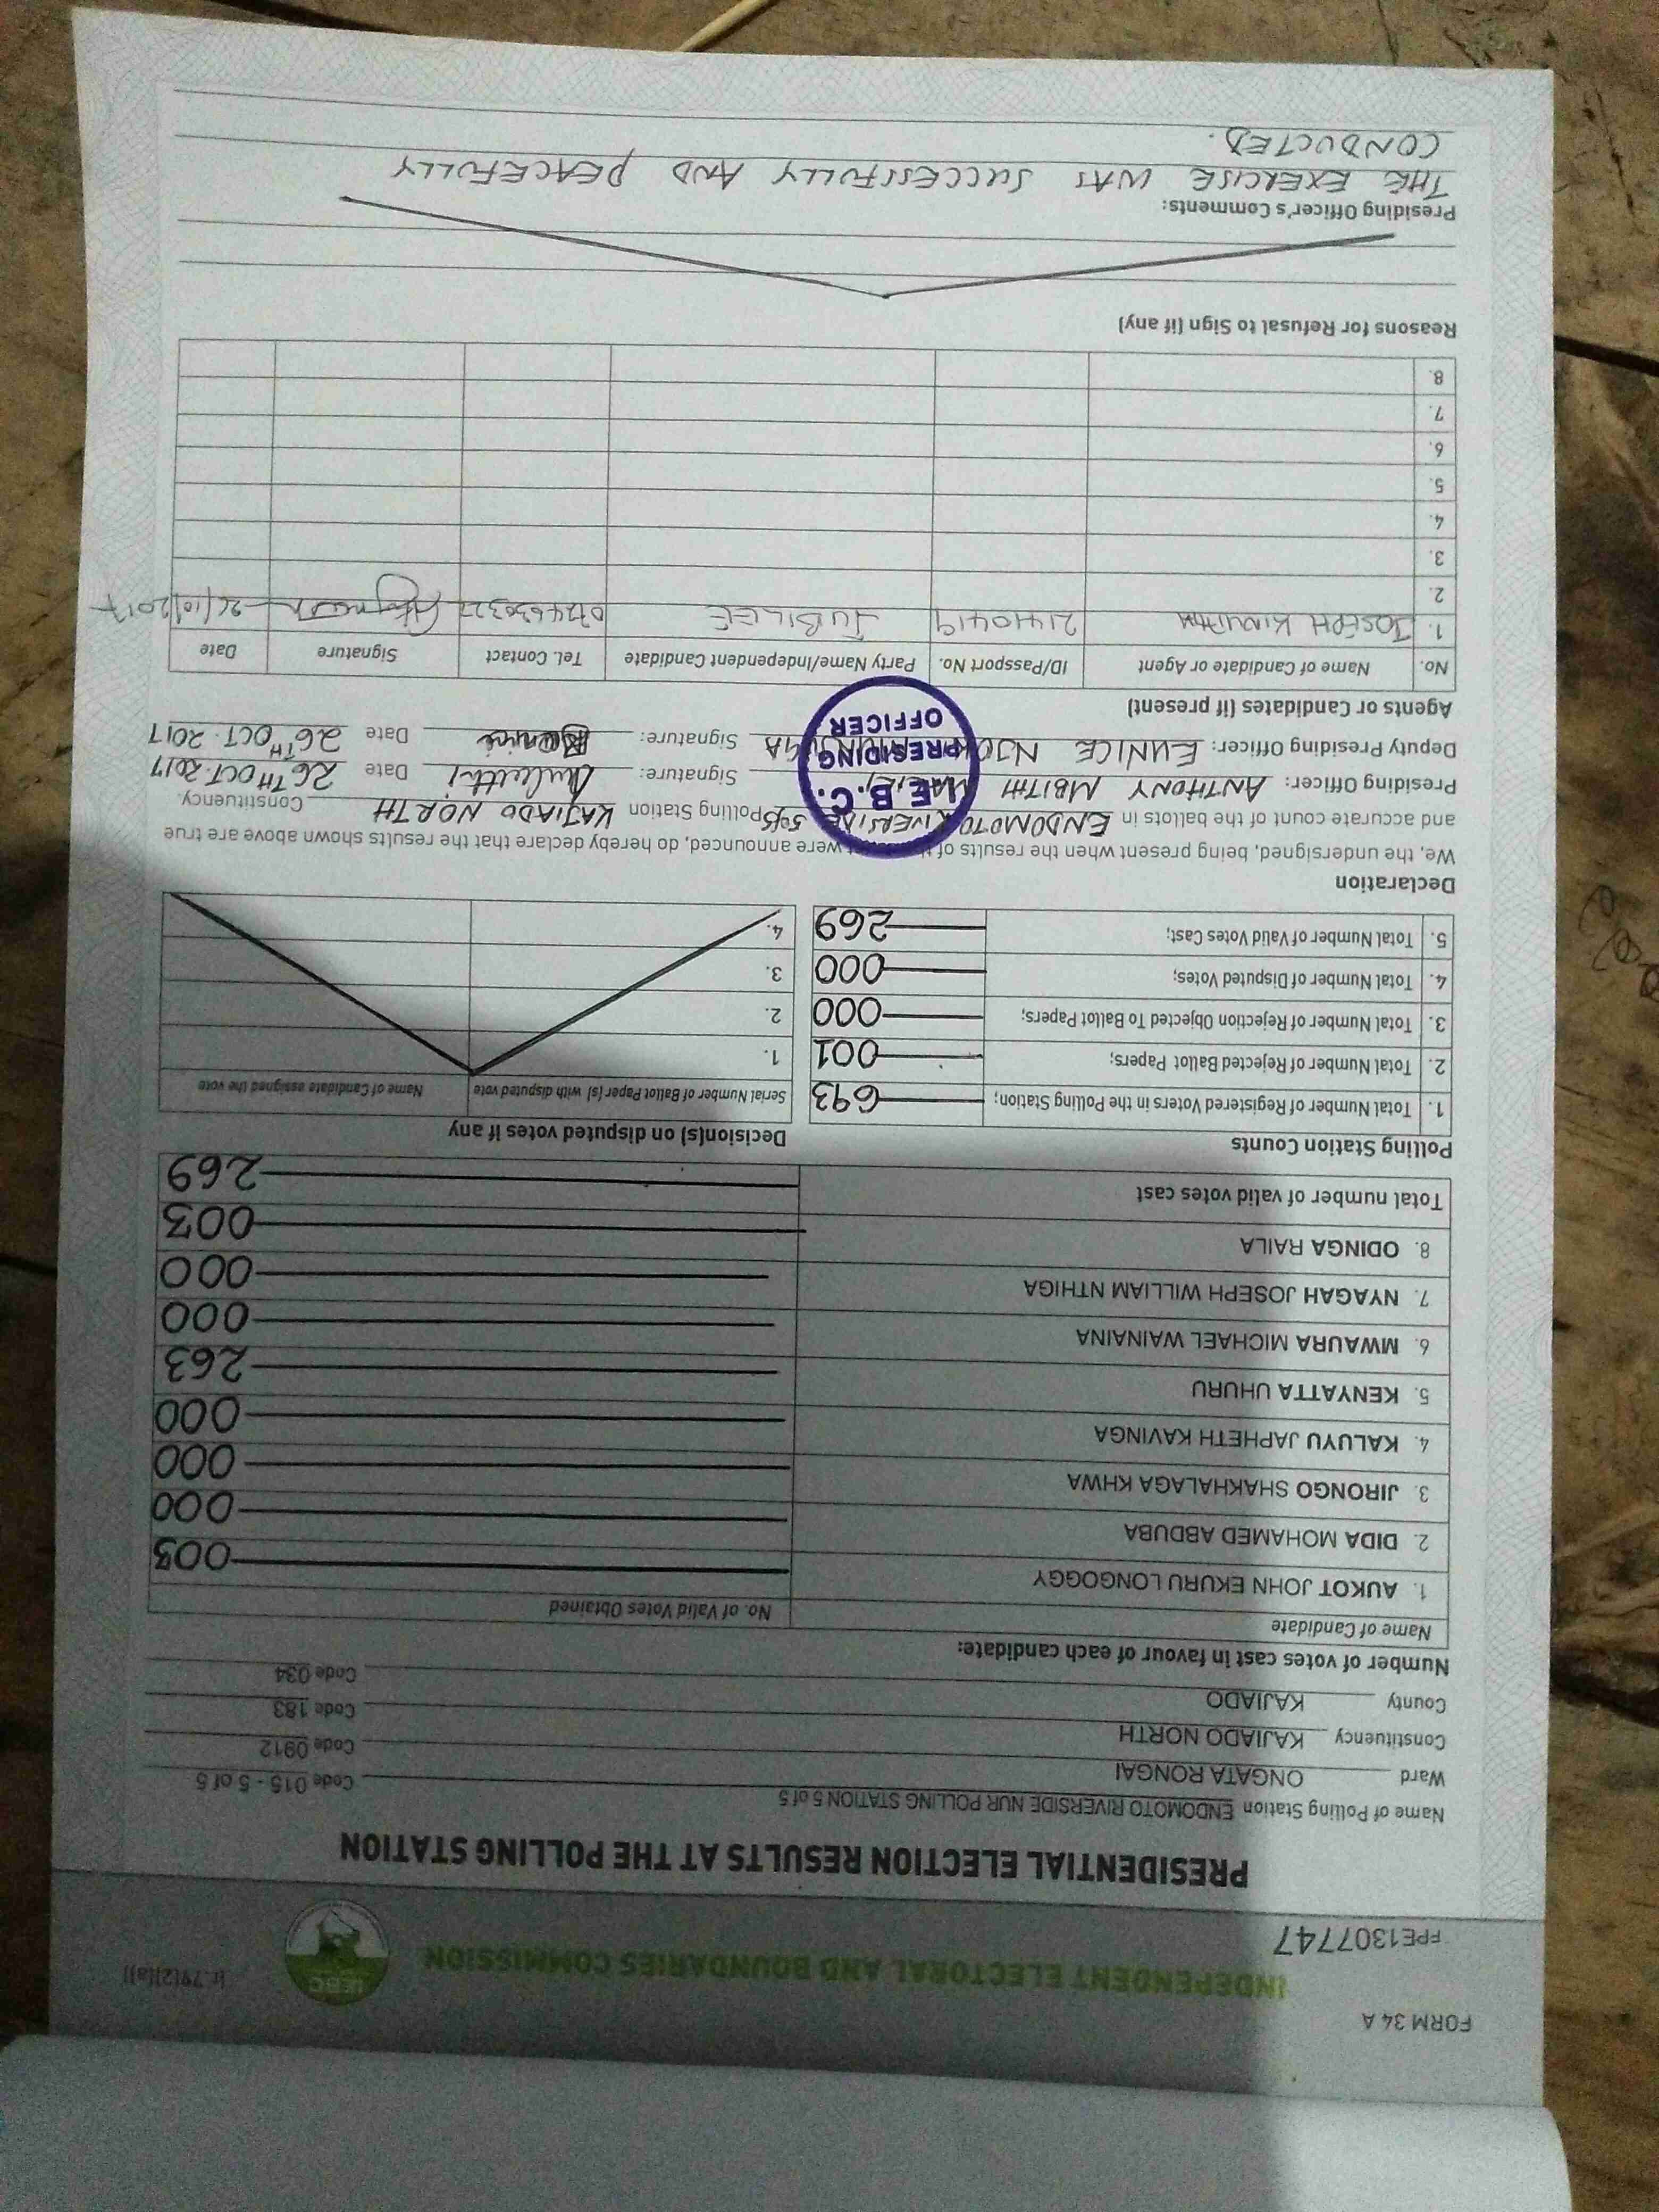 FORM 34 A
[r. 79(2)(a)]
INDEPENDENT ELECTORAL AND BOUNDARIES COMMISSION
IEBC
FPE1307747
PRESIDENTIAL ELECTION RESULTS AT THE POLLING STATION
Name of Polling Station ENDOMOTO RIVERSIDE NUR POLLING STATION 5 of 5 Code 015 - 5 of 5
Ward ONGATA RONGAI Code 0912
Constituency KAJIADO NORTH Code 183
County KAJIADO Code 034
Number of votes cast in favour of each candidate:
Name of Candidate No. of Valid Votes Obtained
1. AUKOT JOHN EKURU LONGOGGY 003
2. DIDA MOHAMED ABDUBA 000
3. JIRONGO SHAKHALAGA KHWA 000
4. KALUYU JAPHETH KAVINGA 000
5. KENYATTA UHURU 263
6. MWAURA MICHAEL WAINAINA 000
7. NYAGAH JOSEPH WILLIAM NTHIGA 000
8. ODINGA RAILA 003
Total number of valid votes cast 269
Polling Station Counts
1. Total Number of Registered Voters in the Polling Station; 693
2. Total Number of Rejected Ballot Papers; 001
3. Total Number of Rejection Objected To Ballot Papers; 000
4. Total Number of Disputed Votes; 000
5. Total Number of Valid Votes Cast; 269
Decision(s) on disputed votes if any
Serial Number of Ballot Paper (s) with disputed vote Name of Candidate assigned the vote
1.
2.
3.
4.
Declaration
We, the undersigned, being present when the results of the were announced, do hereby declare that the results shown above are true
and accurate count of the ballots in ENDOMOTO RIVERSIDE 5 of 5 Polling Station KAJIADO NORTH Constituency.
Presiding Officer: ANTHONY MBITHI Signature: Date 26TH OCT. 2017
Deputy Presiding Officer: EUNICE Signature: Date 26TH OCT. 2017
I.E.B.C.
PRESIDING
OFFICER
Agents or Candidates (if present)
No. Name of Candidate or Agent ID/Passport No. Party Name/Independent Candidate Tel. Contact Signature Date
1. JOSEPH 21410419 JUBILEE 26/10/2017
2.
3.
4.
5.
6.
7.
8.
Reasons for Refusal to Sign (if any)
Presiding Officer's Comments:
THE EXERCISE WAS SUCCESSFULLY AND PEACEFULLY
CONDUCTED.